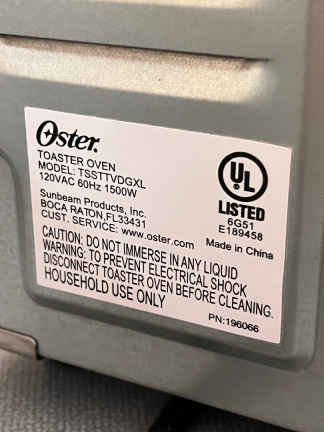 Oster.
TOASTER OVEN
MODEL: TSSTTVDGXL
120VAC 60Hz 1500W
Sunbeam Products, Inc.
BOCA RATON,FL33431
CUST. SERVICE: www.oster.com
UL
LISTED
6G51
E189458
Made in China
CAUTION: DO NOT IMMERSE IN ANY LIQUID
WARNING: TO PREVENT ELECTRICAL SHOCK
DISCONNECT TOASTER OVEN BEFORE CLEANING.
HOUSEHOLD USE ONLY
PN:196066